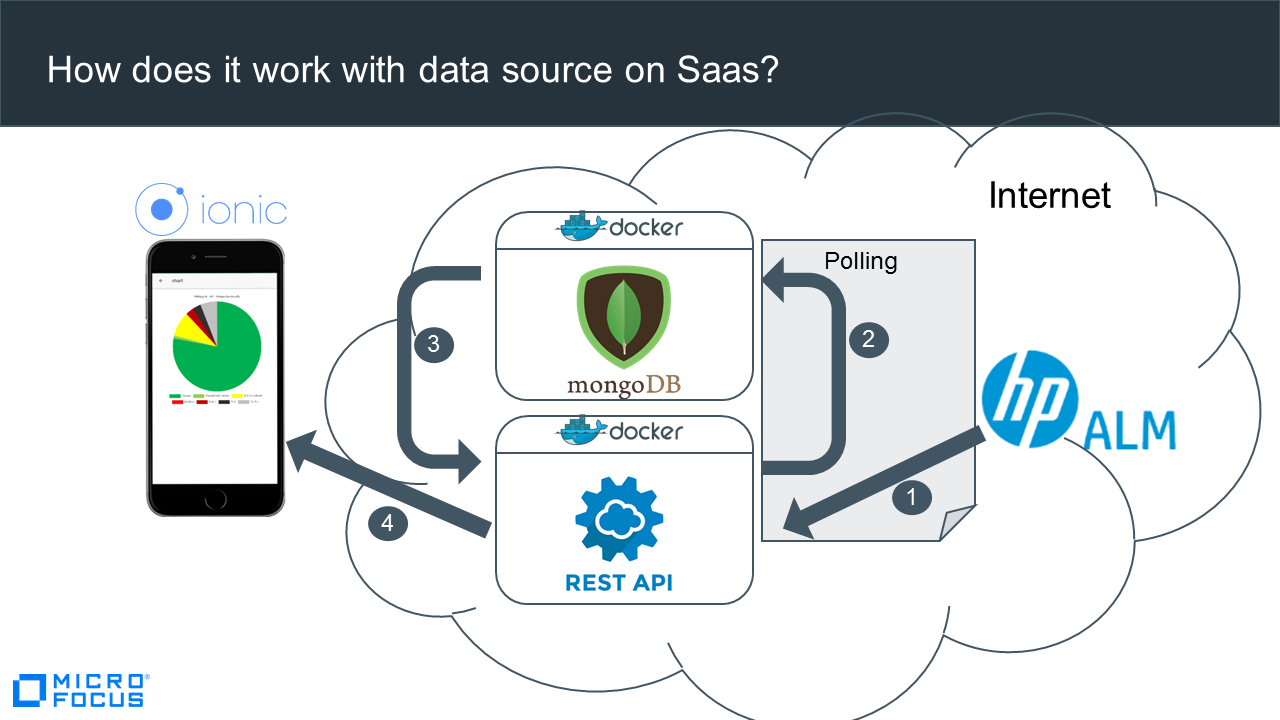 How does it work with data source on Saas?
Internet
ionic
docker
Polling
chart
mongoDB
3
2
hp
ALM
docker
1
4
REST API
MICRO
FOCUS